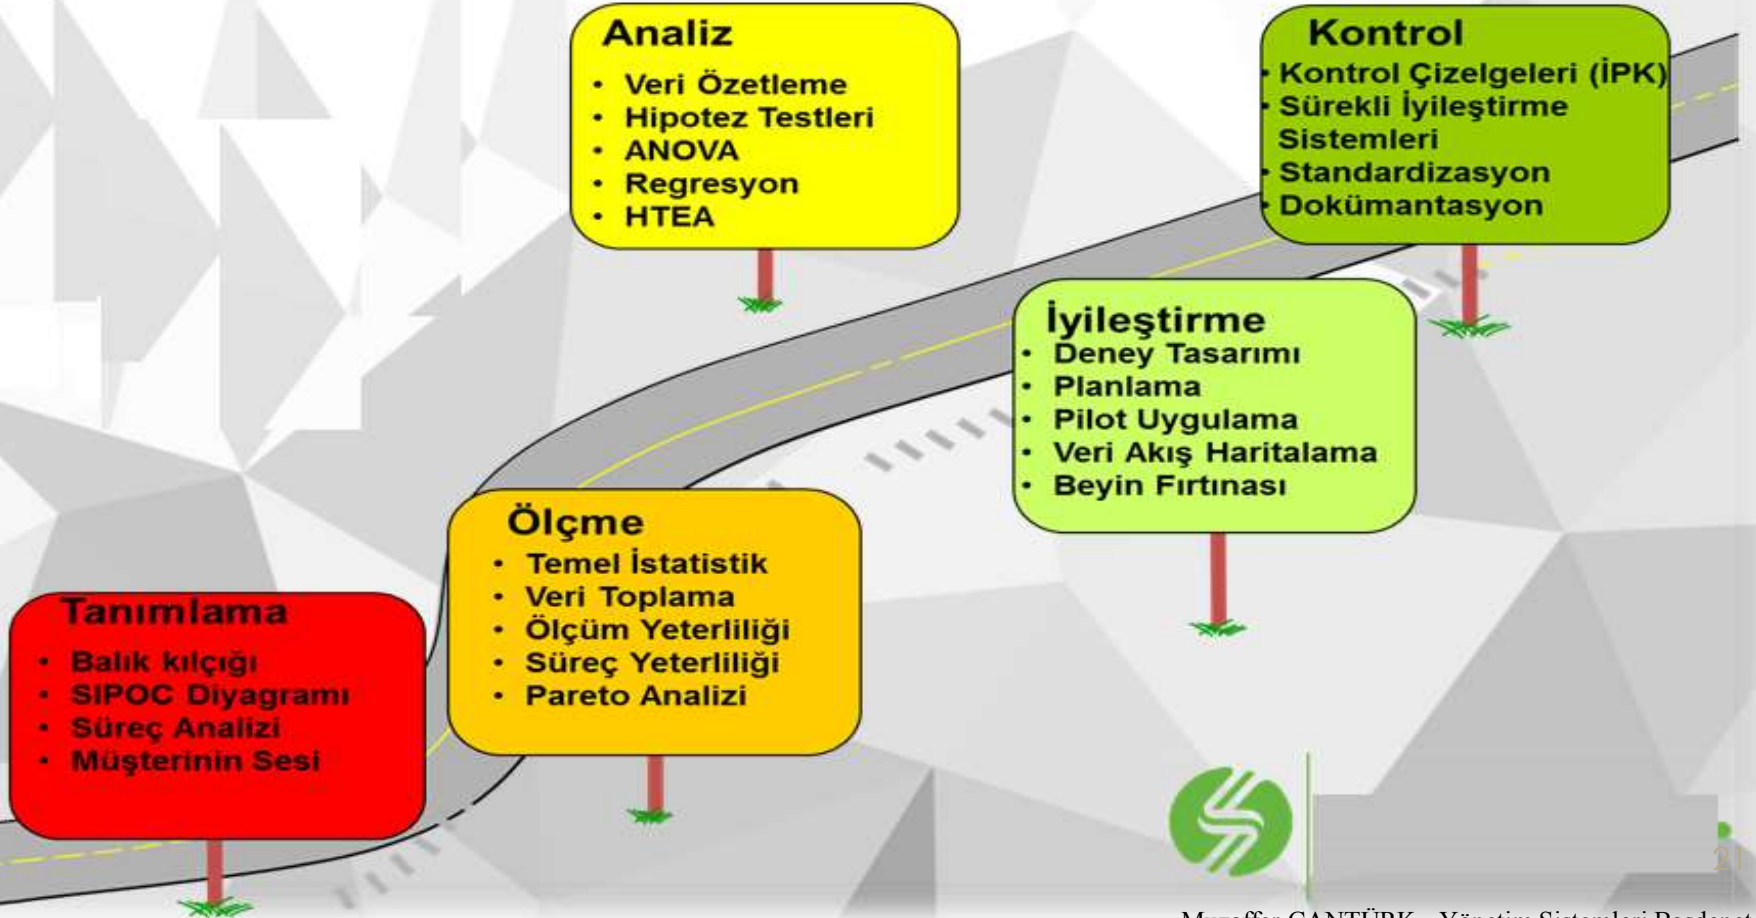 Analiz
• Veri Özetleme
• Hipotez Testleri
• ANOVA
• Regresyon
• HTEA
Kontrol
• Kontrol Çizelgeleri (İPK)
• Sürekli İyileştirme
Sistemleri
• Standardizasyon
• Dokümantasyon
İyileştirme
• Deney Tasarımı
• Planlama
• Pilot Uygulama
• Veri Akış Haritalama
• Beyin Fırtınası
Ölçme
• Temel İstatistik
• Veri Toplama
• Ölçüm Yeterliliği
• Süreç Yeterliliği
• Pareto Analizi
Tanımlama
• Balık kılçığı
• SIPOC Diyagramı
• Süreç Analizi
• Müşterinin Sesi
21